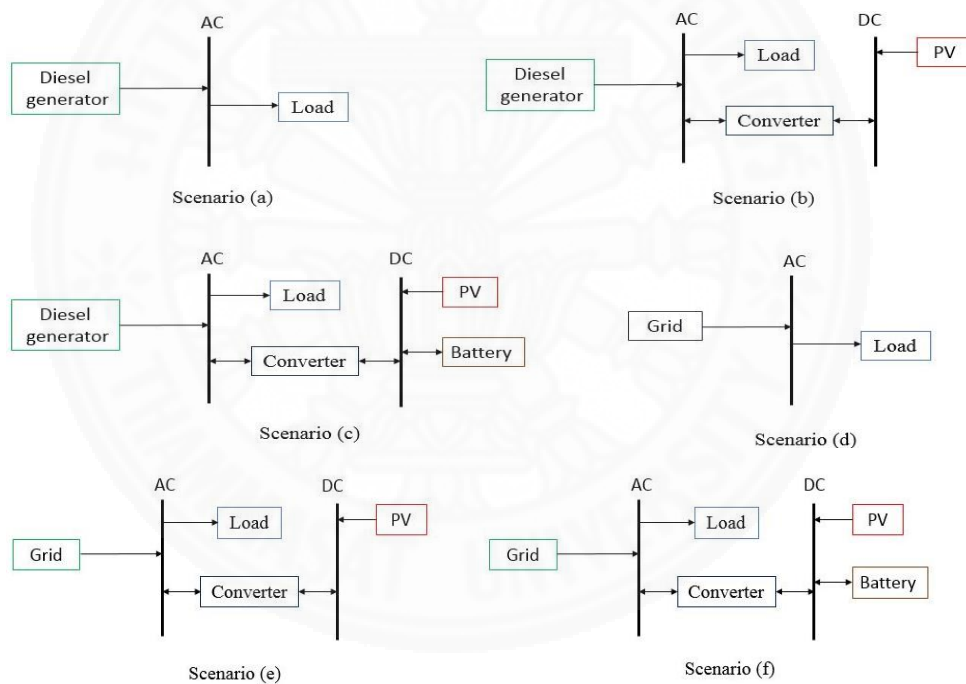 AC
Diesel
generator
Load
Scenario (a)
AC
DC
Load
PV
Diesel
generator
Converter
Scenario (b)
AC
DC
Load
PV
Diesel
generator
Converter
Battery
Scenario (c)
AC
Grid
Load
Scenario (d)
AC
DC
Load
PV
Grid
Converter
Scenario (e)
AC
DC
Load
PV
Grid
Converter
Battery
Scenario (f)